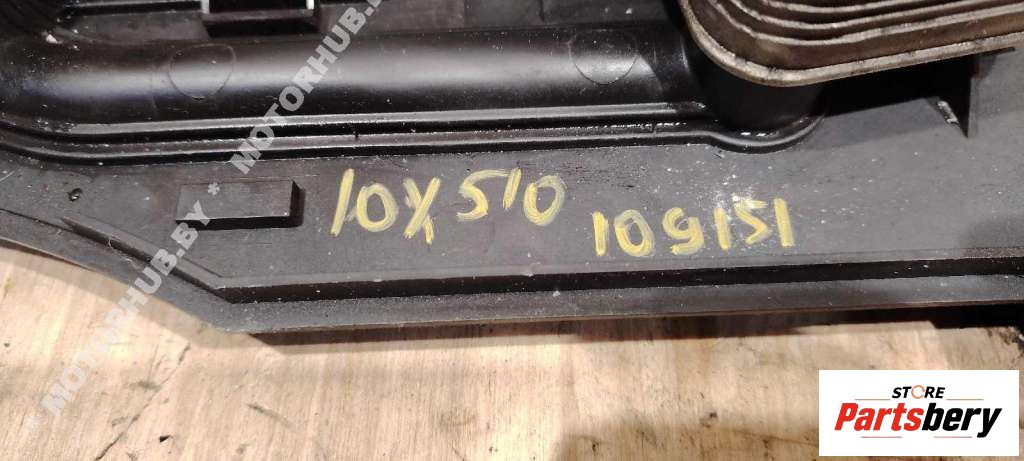 MOTORHUB.BY * MOTORHUB.BY
10X510
109151
STORE
Partsbery